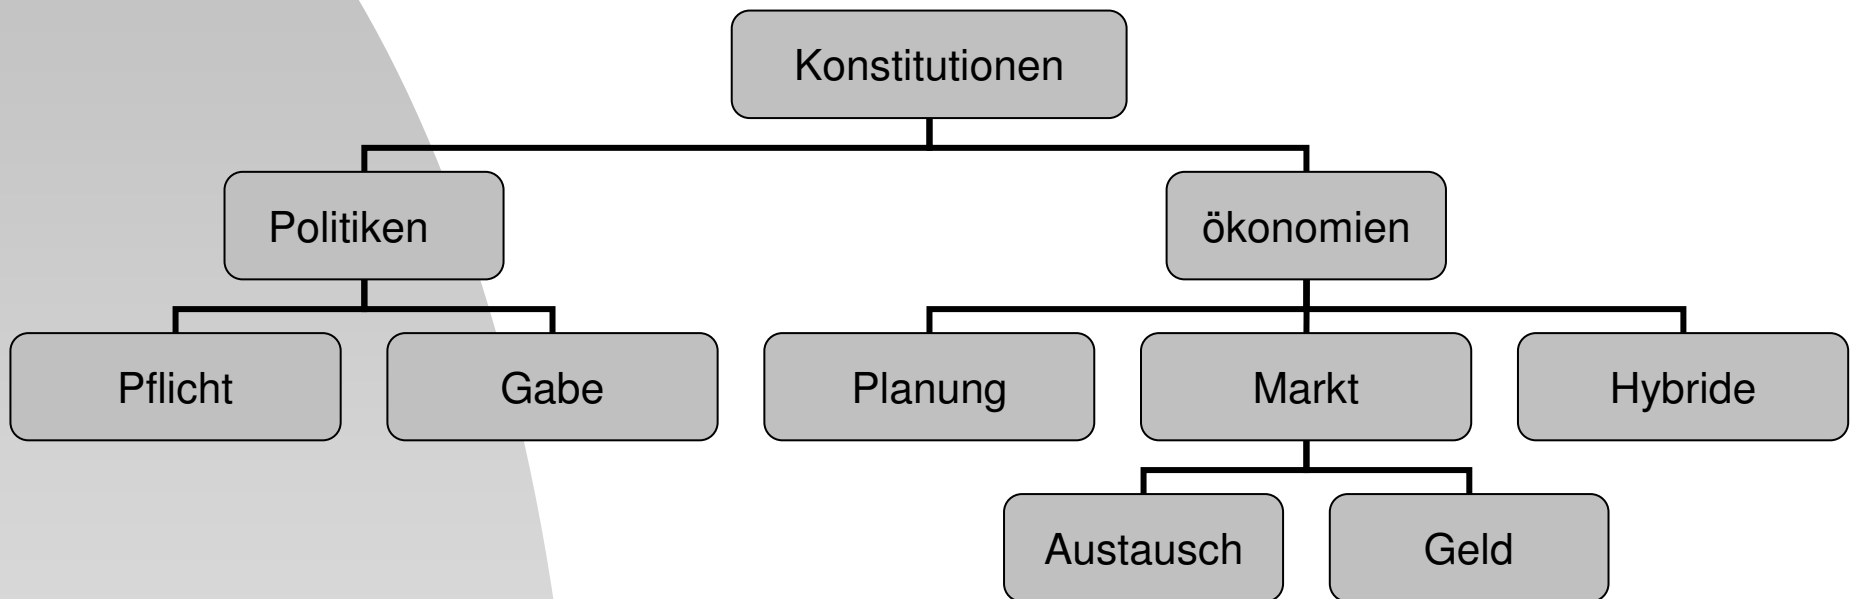 Konstitutionen
Politiken
ökonomien
Pflicht
Gabe
Planung
Markt
Hybride
Austausch
Geld